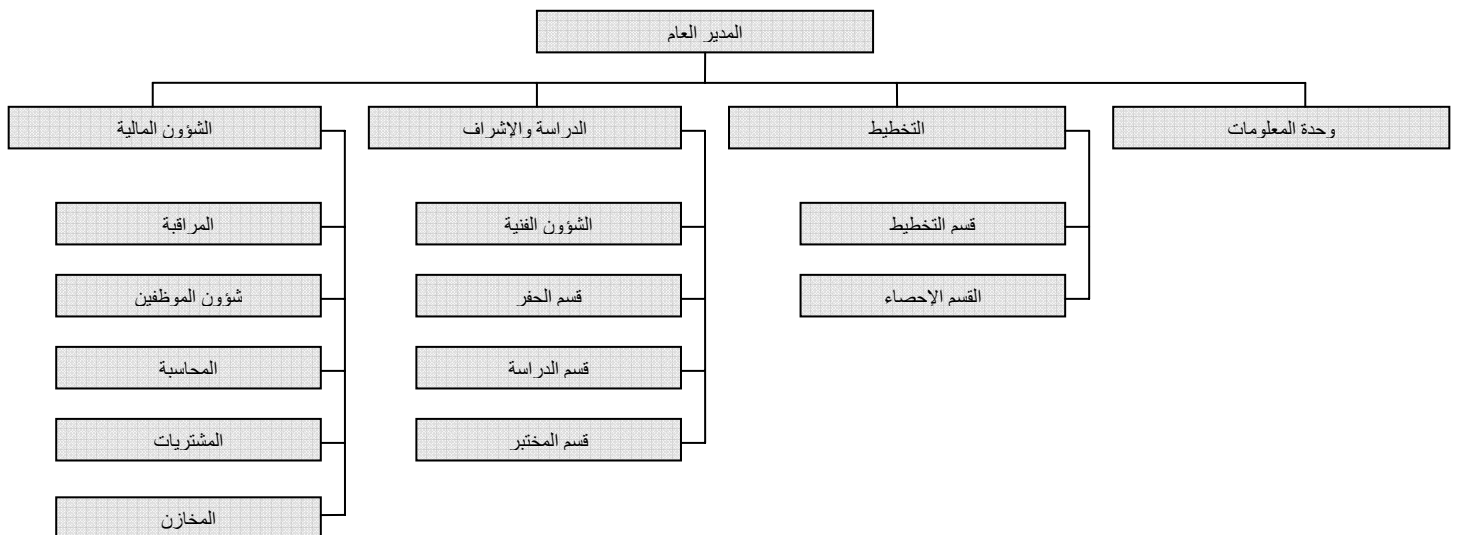 المدير العام
وحدة المعلومات
التخطيط
الدراسة والإشراف
الشؤون المالية
قسم التخطيط
الشؤون الفنية
المراقبة
القسم الإحصاء
قسم الحفر
شؤون الموظفين
قسم الدراسة
المحاسبة
قسم المختبر
المشتريات
المخازن